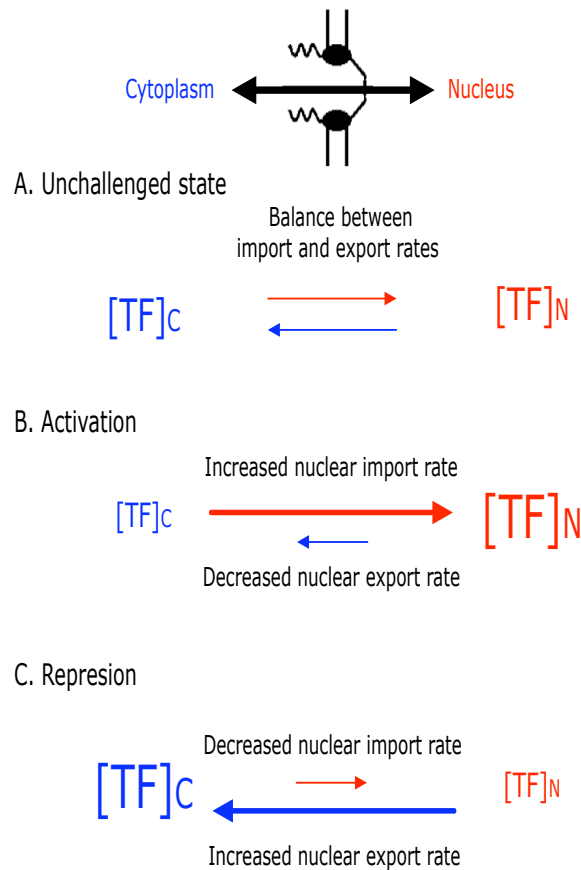 Cytoplasm Nucleus
A. Unchallenged state
Balance between
import and export rates
[TF]C [TF]N
B. Activation
Increased nuclear import rate
[TF]C [TF]N
Decreased nuclear export rate
C. Represion
Decreased nuclear import rate
[TF]C [TF]N
Increased nuclear export rate